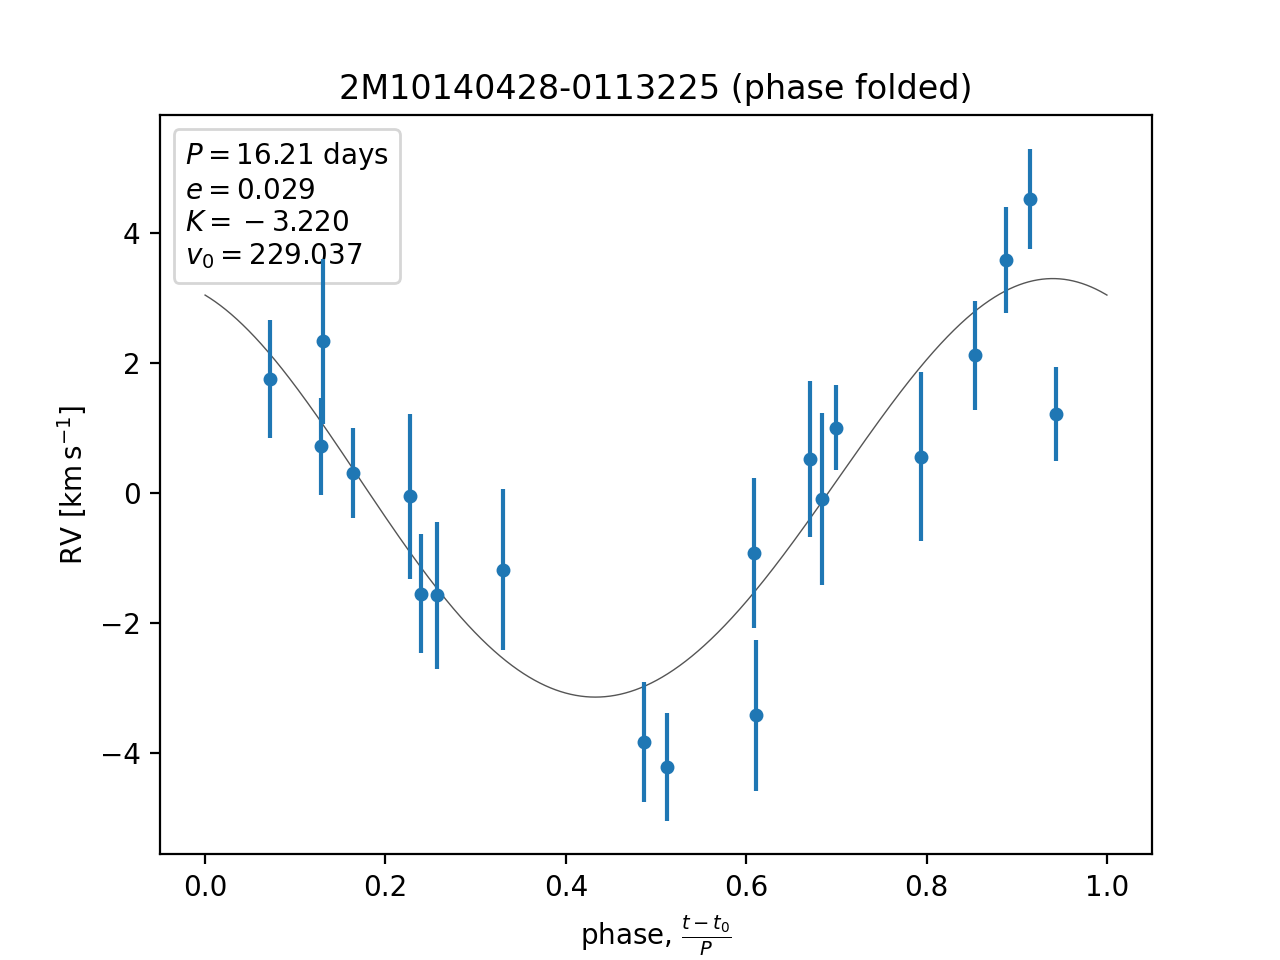 2M10140428-0113225 (phase folded)
P = 16.21 days
e = 0.029
K = −3.220
v₀ = 229.037
RV [km s⁻¹]
4
2
0
−2
−4
0.0 0.2 0.4 0.6 0.8 1.0
phase, (t − t₀)/P